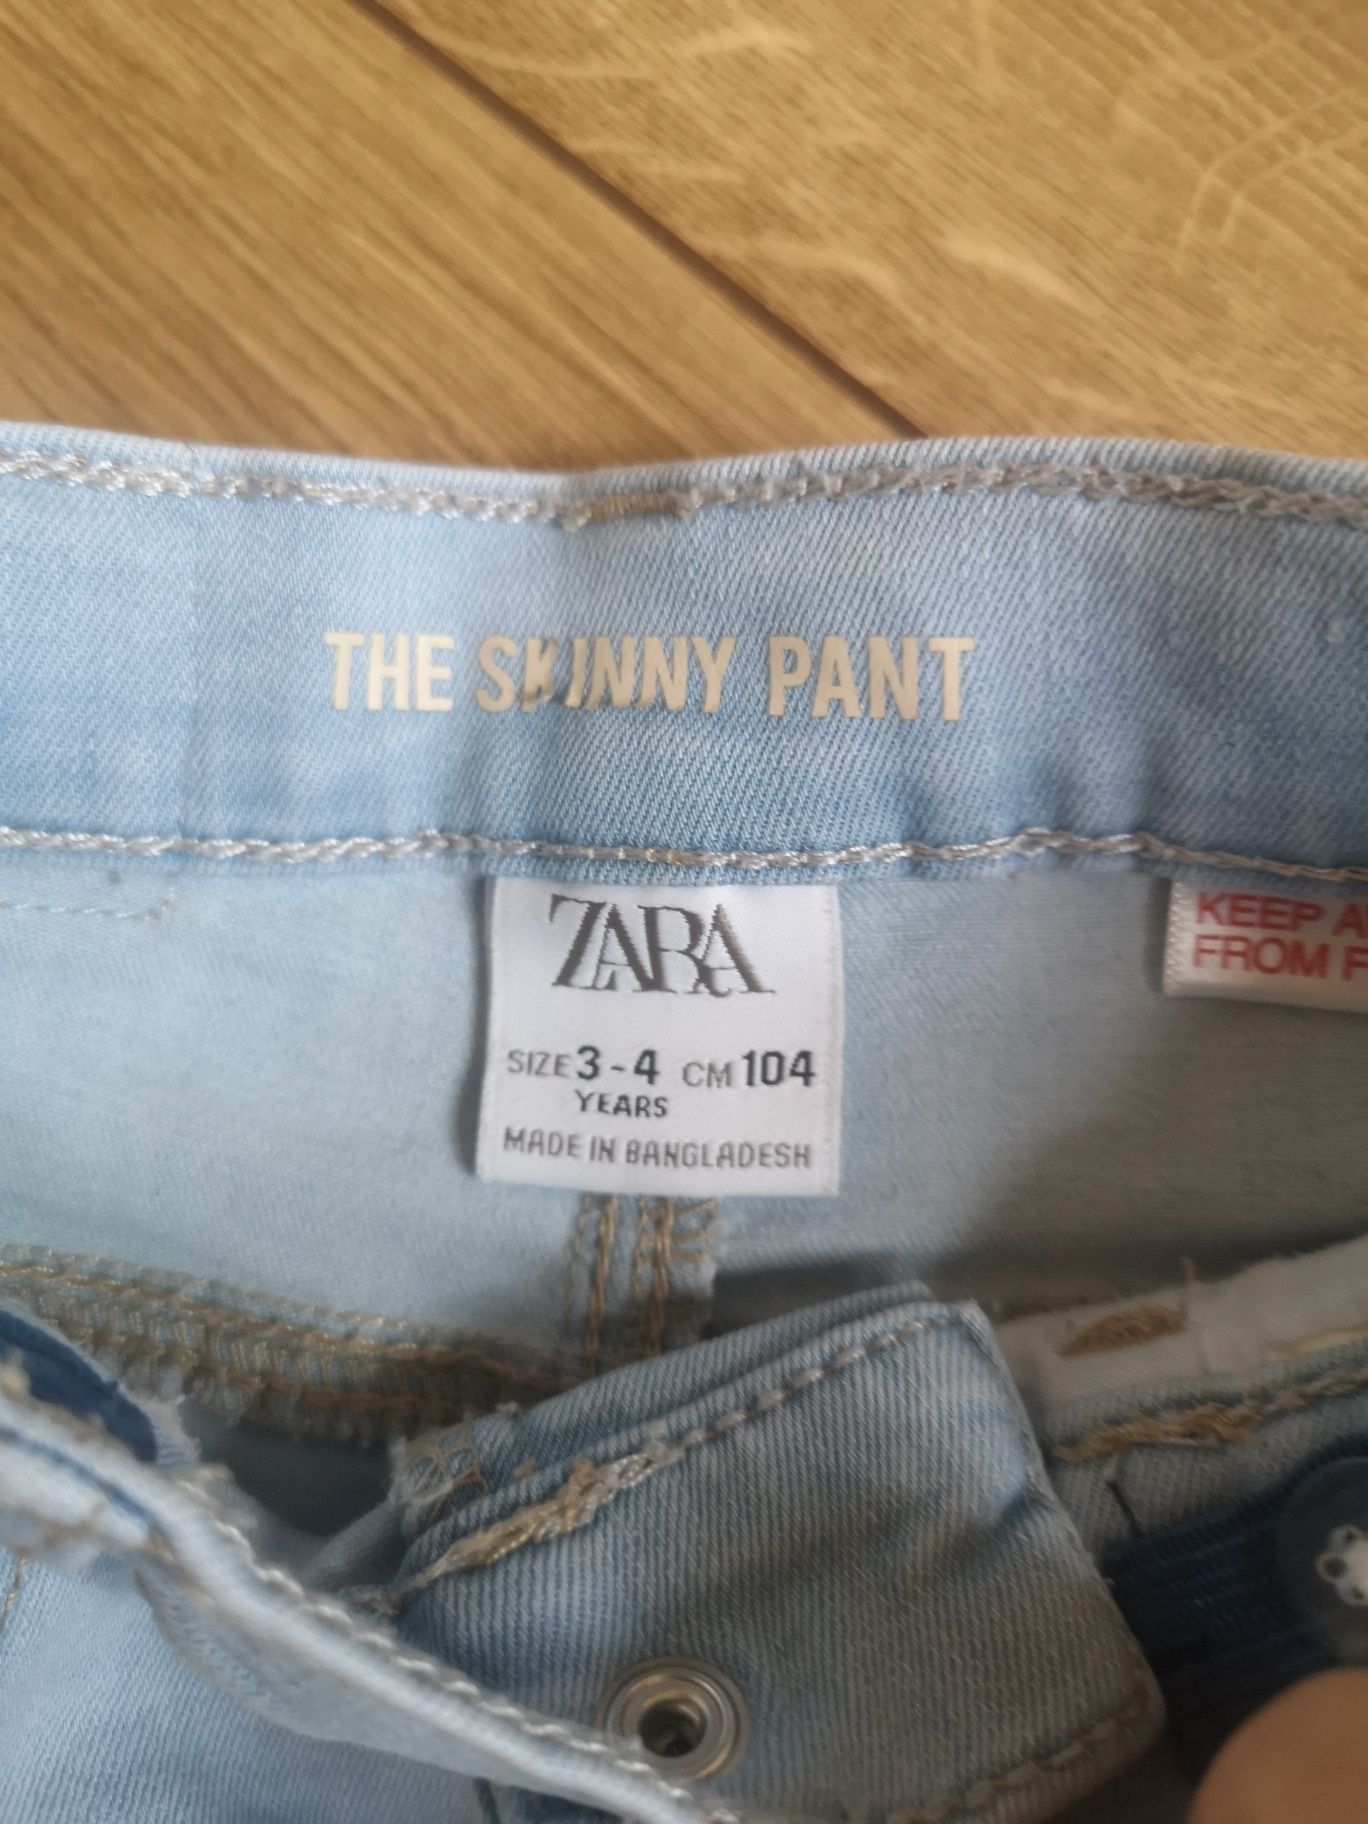 THE SKINNY PANT
ZARA
SIZE 3-4 CM 104
YEARS
MADE IN BANGLADESH
KEEP
FROM